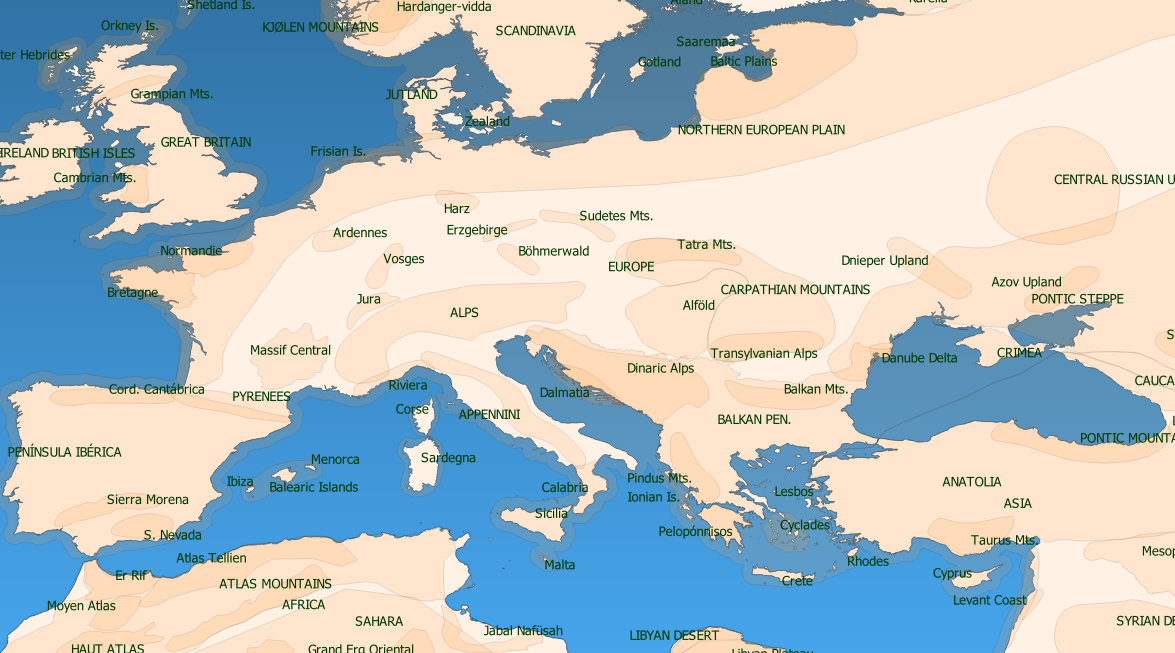 Shetland Is.
Hardanger-vidda
Åland
Karelia
Orkney Is.
KJØLEN MOUNTAINS
SCANDINAVIA
Saaremaa
ter Hebrides
Gotland
Baltic Plains
Grampian Mts.
JUTLAND
Zealand
NORTHERN EUROPEAN PLAIN
GREAT BRITAIN
IRELAND
BRITISH ISLES
Frisian Is.
Cambrian Mts.
CENTRAL RUSSIAN U
Harz
Sudetes Mts.
Ardennes
Erzgebirge
Normandie
Vosges
Böhmerwald
Tatra Mts.
EUROPE
Dnieper Upland
Bretagne
Jura
ALPS
Alföld
CARPATHIAN MOUNTAINS
Azov Upland
PONTIC STEPPE
Massif Central
Dinaric Alps
Transylvanian Alps
Danube Delta
CRIMEA
S
Cord. Cantábrica
PYRENEES
Riviera
Corse
APPENNINI
Dalmatia
Balkan Mts.
CAUCA
BALKAN PEN.
L
PONTIC MOUNTA
PENÍNSULA IBÉRICA
Menorca
Sardegna
Ibiza
Balearic Islands
Calabria
Pindus Mts.
Ionian Is.
Lesbos
ANATOLIA
ASIA
Sierra Morena
Sicilia
S. Nevada
Pelopónnisos
Cyclades
Taurus Mts.
Mesop
Atlas Tellien
Malta
Rhodes
Er Rif
ATLAS MOUNTAINS
Crete
Cyprus
Moyen Atlas
AFRICA
Levant Coast
SAHARA
Jabal Nafūsah
LIBYAN DESERT
SYRIAN DE
HAUT ATLAS
Grand Erg Oriental
Libyan Plateau